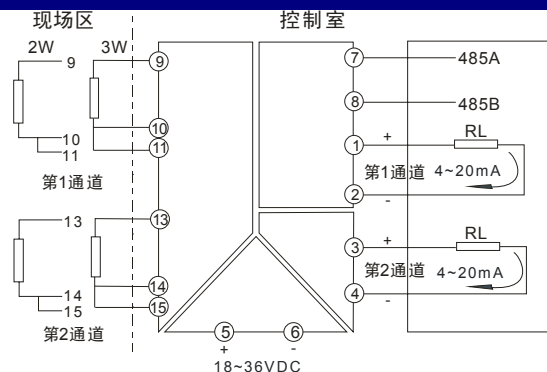 现场区 控制室
2W 3W
9 9 7 485A
8 485B
10 10
11 11
1 + RL
第1通道 第1通道 4~20mA
2 -
13 13
3 + RL
第2通道 4~20mA
14 14 4 -
15 15
第2通道
5 6
+ -
18~36VDC